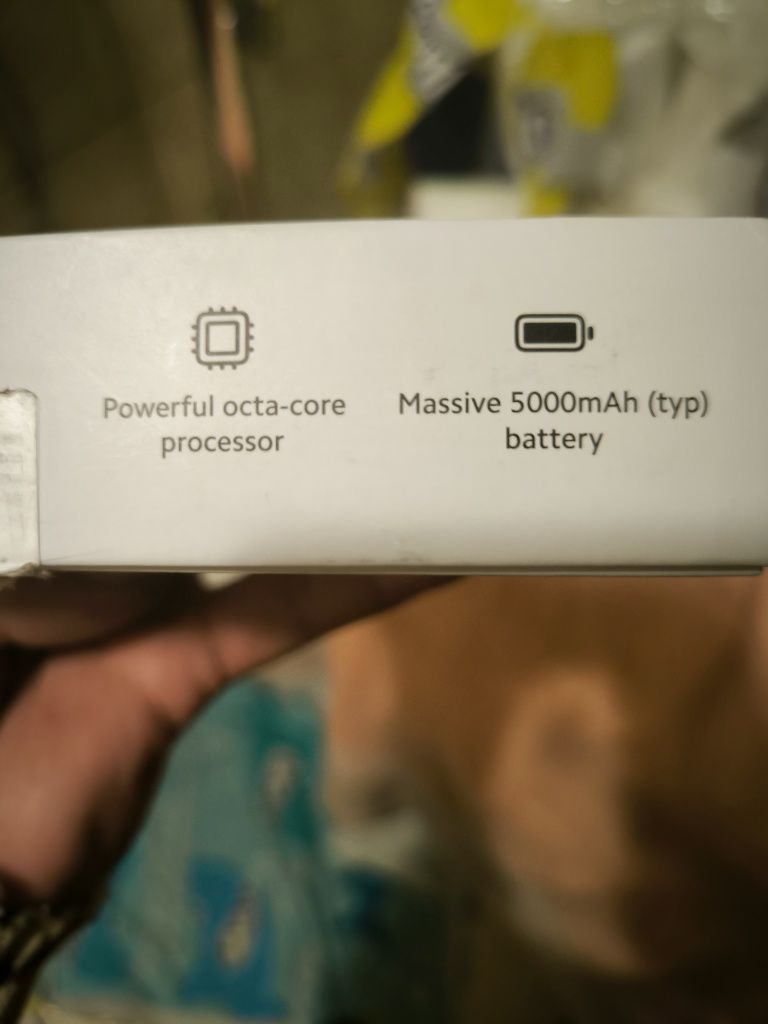 Powerful octa-core
processor
Massive 5000mAh (typ)
battery